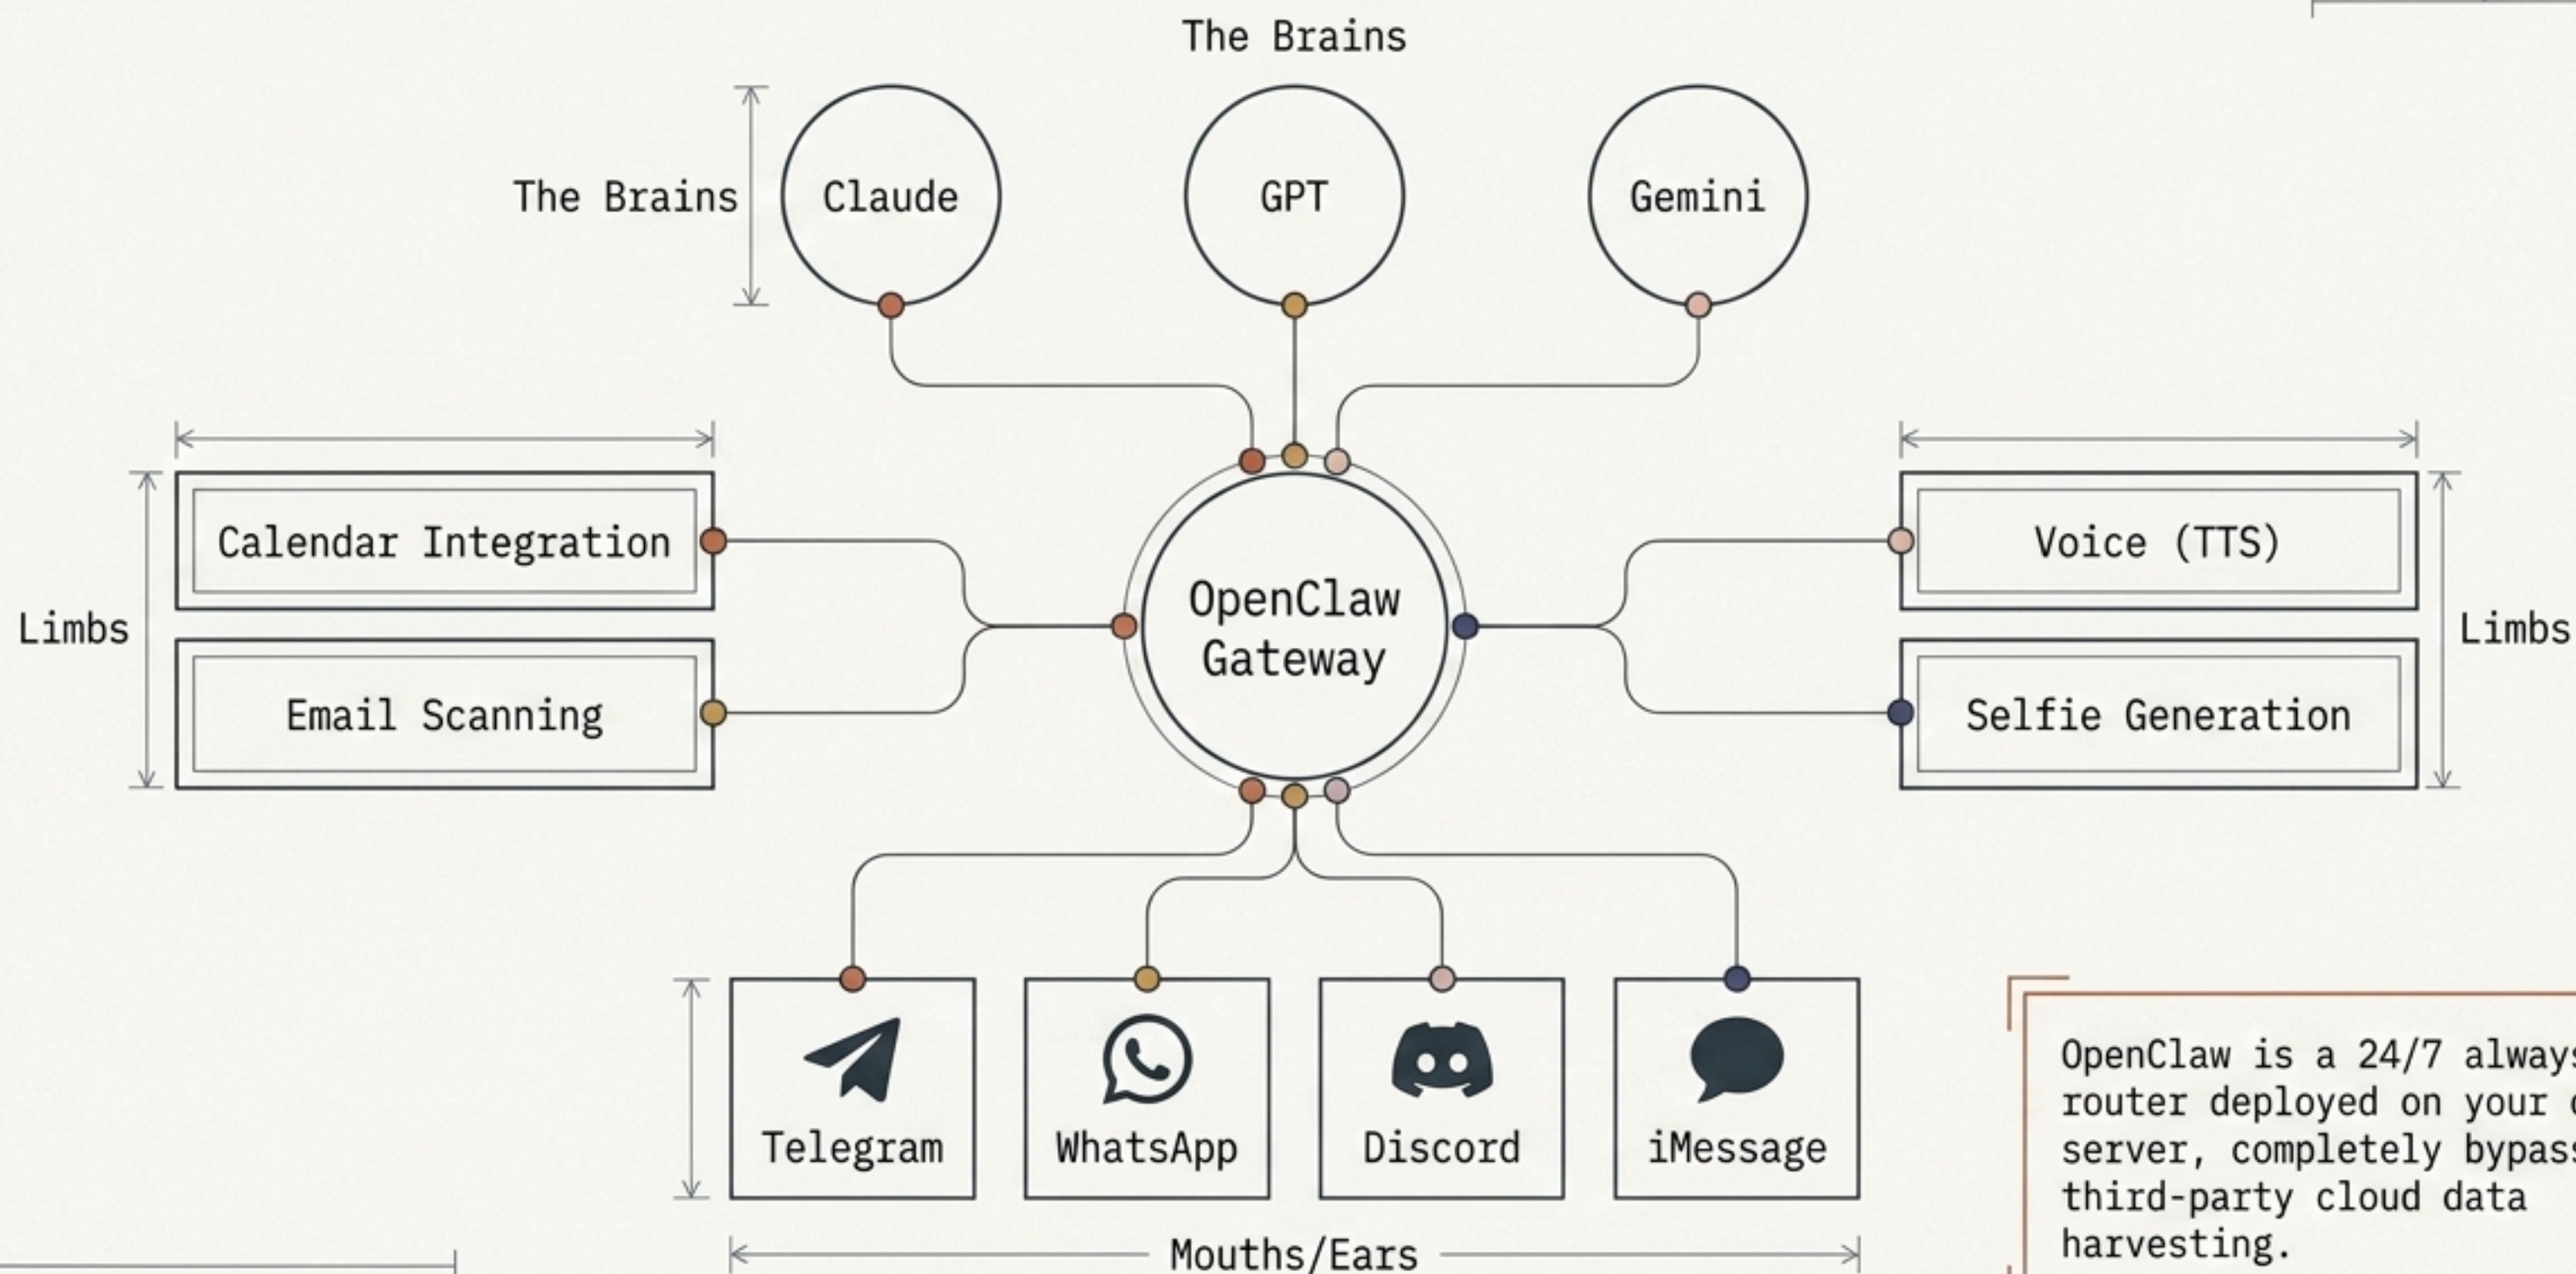 The Brains
The Brains
Claude
GPT
Gemini
Calendar Integration
Voice (TTS)
OpenClaw
Gateway
Limbs
Limbs
Email Scanning
Selfie Generation
Telegram
WhatsApp
Discord
iMessage
Mouths/Ears
OpenClaw is a 24/7 always
router deployed on your
server, completely bypass
third-party cloud data
harvesting.